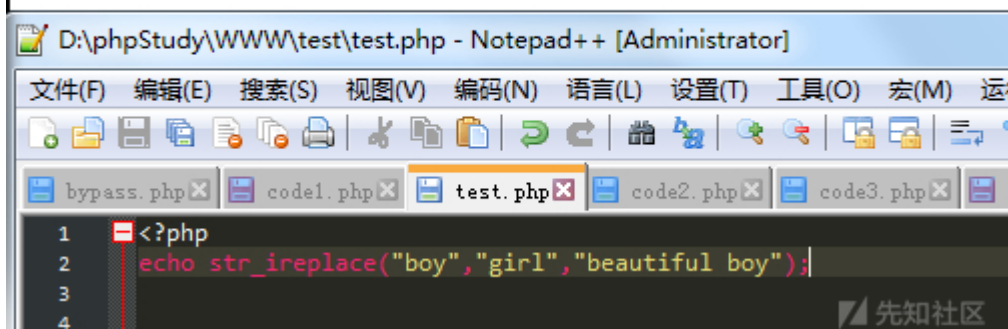 D:\phpStudy\WWW\test\test.php - Notepad++ [Administrator]
文件(F) 编辑(E) 搜索(S) 视图(V) 编码(N) 语言(L) 设置(T) 工具(O) 宏(M)
bypass.php code1.php test.php code2.php code3.php
1 <?php
2 echo str_ireplace("boy","girl","beautiful boy");
3
4
先知社区